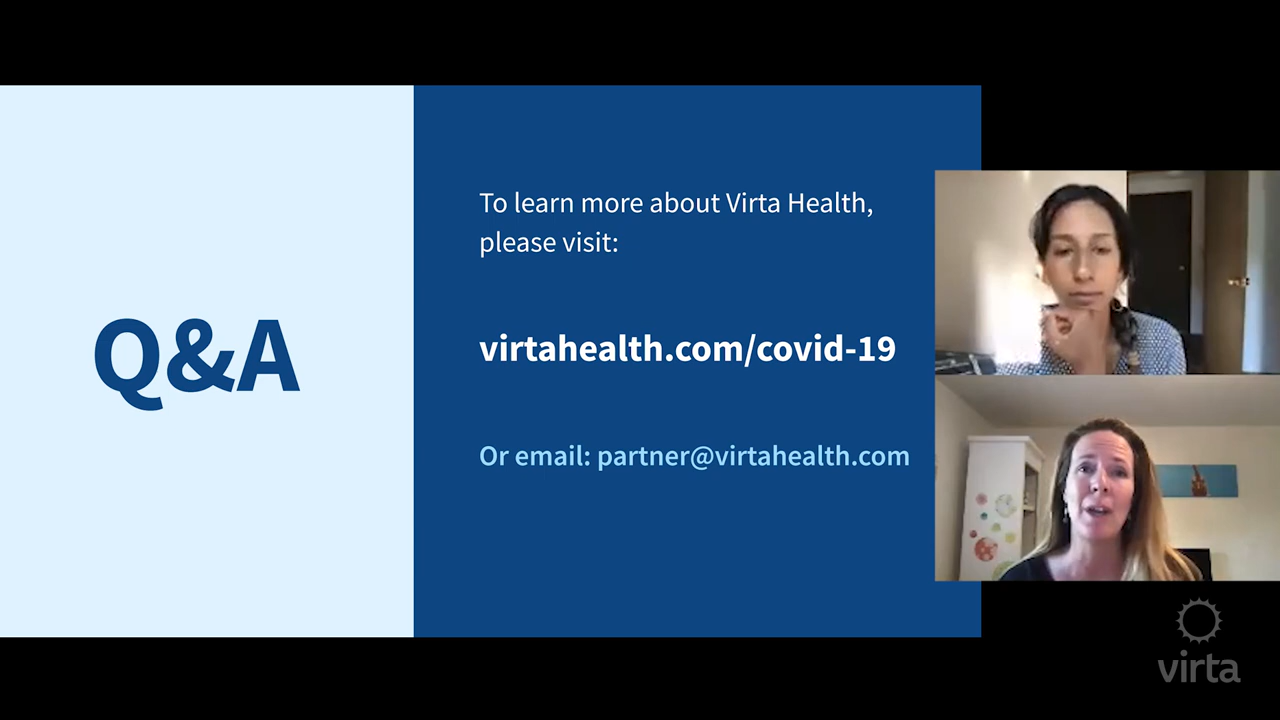 Q&A
To learn more about Virta Health,
please visit:
virtahealth.com/covid-19
Or email: partner@virtahealth.com
virta